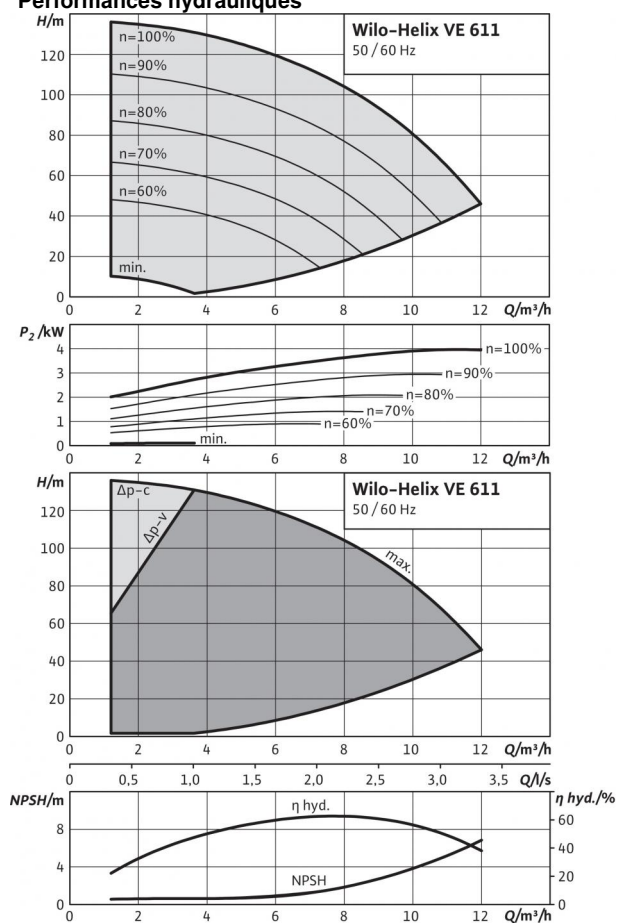 Performances hydrauliques
H/m
Wilo-Helix VE 611
50/60 Hz
n=100%
n=90%
n=80%
n=70%
n=60%
min.
120
100
80
60
40
20
0
0 2 4 6 8 10 12 Q/m³/h
P₂/kW
4
3
2
1
0
n=100%
n=90%
n=80%
n=70%
n=60%
min.
0 2 4 6 8 10 12 Q/m³/h
H/m
Wilo-Helix VE 611
50/60 Hz
Δp-c
Δp-v
max.
120
100
80
60
40
20
0
0 2 4 6 8 10 12 Q/m³/h
0 0,5 1,0 1,5 2,0 2,5 3,0 3,5 Q/l/s
NPSH/m
η hyd./%
η hyd.
NPSH
8
4
0
60
40
20
0
0 2 4 6 8 10 12 Q/m³/h